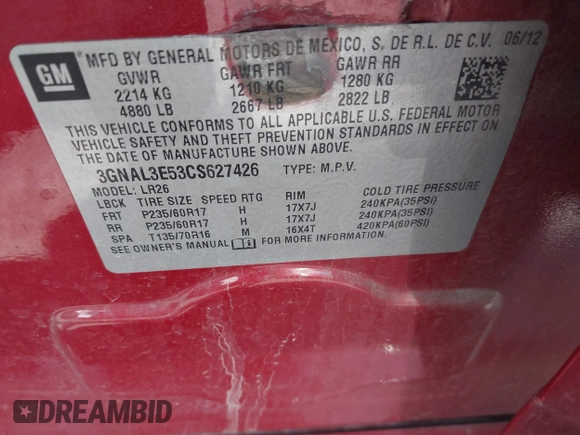 GM
MFD BY GENERAL MOTORS DE MEXICO, S. DE R.L. DE C.V. 06/12
GVWR GAWR FRT GAWR RR
2214 KG 1210 KG 1280 KG
4880 LB 2667 LB 2822 LB
THIS VEHICLE CONFORMS TO ALL APPLICABLE U.S. FEDERAL MOTOR
VEHICLE SAFETY AND THEFT PREVENTION STANDARDS IN EFFECT ON
THE DATE OF MANUFACTURE SHOWN ABOVE.
3GNAL3E53CS627426 TYPE: M.P.V.
MODEL: LR26
LBCK TIRE SIZE SPEED RTG RIM COLD TIRE PRESSURE
FRT P235/60R17 H 17X7J 240KPA(35PSI)
RR P235/60R17 H 17X7J 240KPA(35PSI)
SPA T135/70R16 M 16X4T 420KPA(60PSI)
SEE OWNER'S MANUAL FOR MORE INFORMATION.
DREAMBID